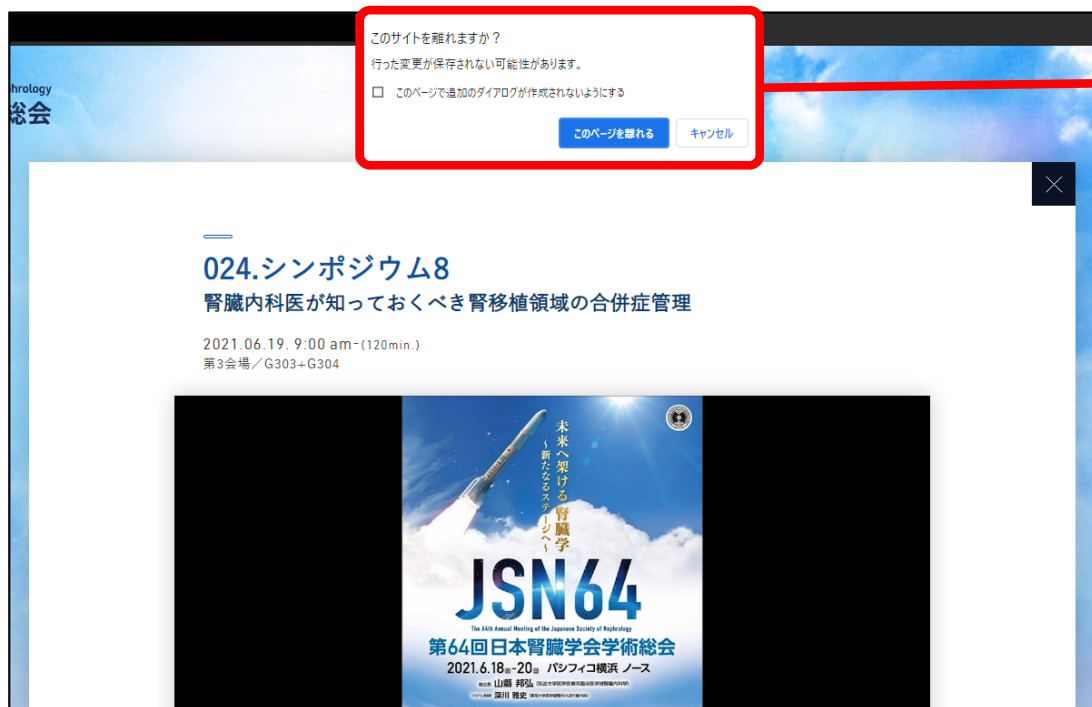 このサイトを離れますか？
行った変更が保存されない可能性があります。
このページで追加のダイアログが作成されないようにする
このページを離れる キャンセル
hrology
総会
024.シンポジウム8
腎臓内科医が知っておくべき腎移植領域の合併症管理
2021.06.19. 9:00 am-(120min.)
第3会場／G303+G304
未来へ架ける腎臓学
～新たなるステージへ～
JSN64
The 64th Annual Meeting of the Japanese Society of Nephrology
第64回日本腎臓学会学術総会
2021.6.18㊎-20㊐ パシフィコ横浜 ノース
山縣 邦弘
深川 雅史